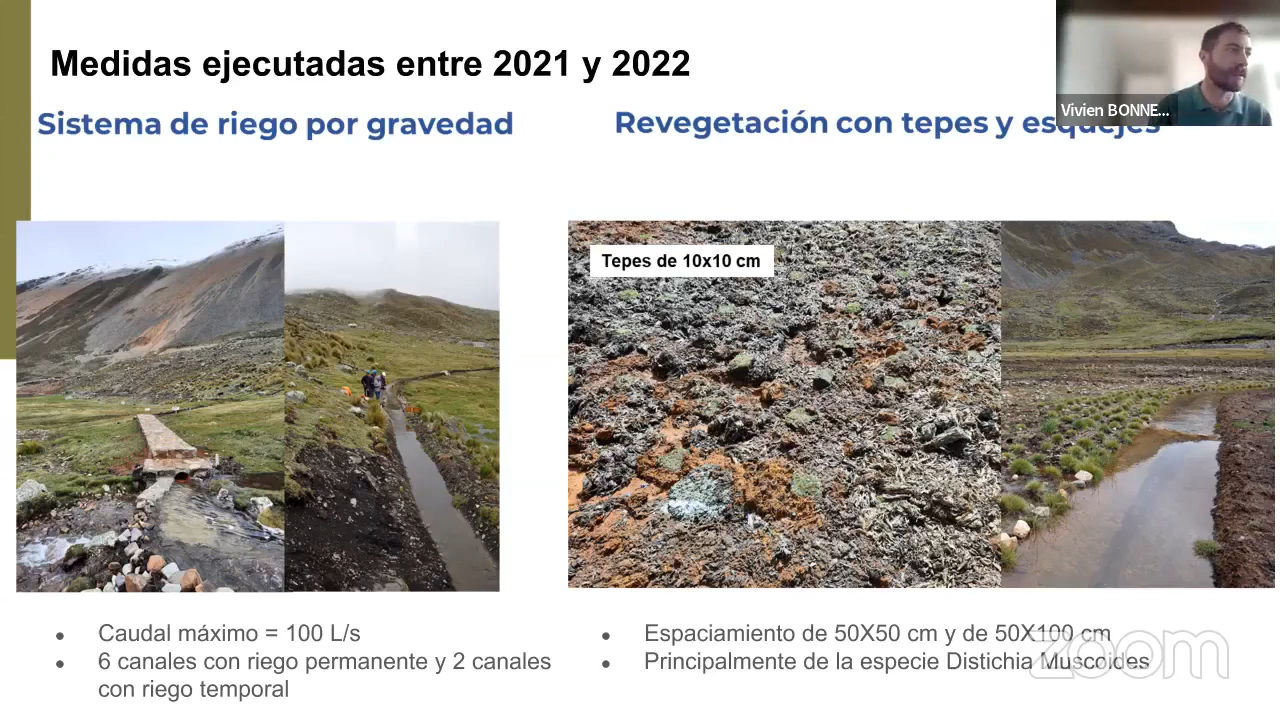 Medidas ejecutadas entre 2021 y 2022
Vivien BONNE...
Sistema de riego por gravedad
Revegetación con tepes y esquejes
Tepes de 10x10 cm
• Caudal máximo = 100 L/s
• 6 canales con riego permanente y 2 canales
con riego temporal
• Espaciamiento de 50X50 cm y de 50X100 cm
• Principalmente de la especie Distichia Muscoides
zoom